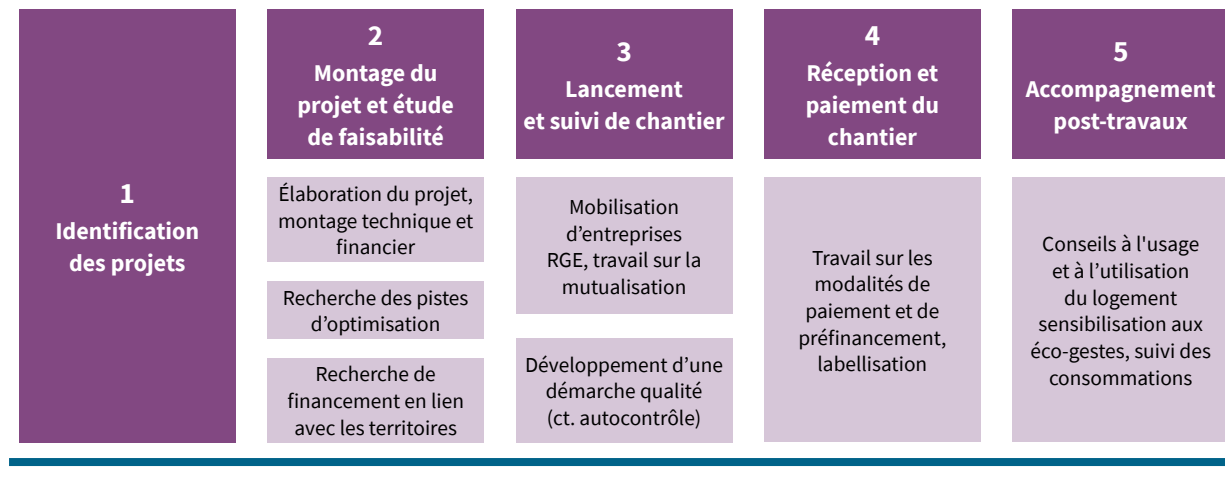 1
Identification
des projets
2
Montage du
projet et étude
de faisabilité
Élaboration du projet,
montage technique et
financier
Recherche des pistes
d’optimisation
Recherche de
financement en lien
avec les territoires
3
Lancement
et suivi de chantier
Mobilisation
d’entreprises
RGE, travail sur la
mutualisation
Développement d’une
démarche qualité
(ct. autocontrôle)
4
Réception et
paiement du
chantier
Travail sur les
modalités de
paiement et de
préfinancement,
labellisation
5
Accompagnement
post-travaux
Conseils à l'usage
et à l’utilisation
du logement
sensibilisation aux
éco-gestes, suivi des
consommations